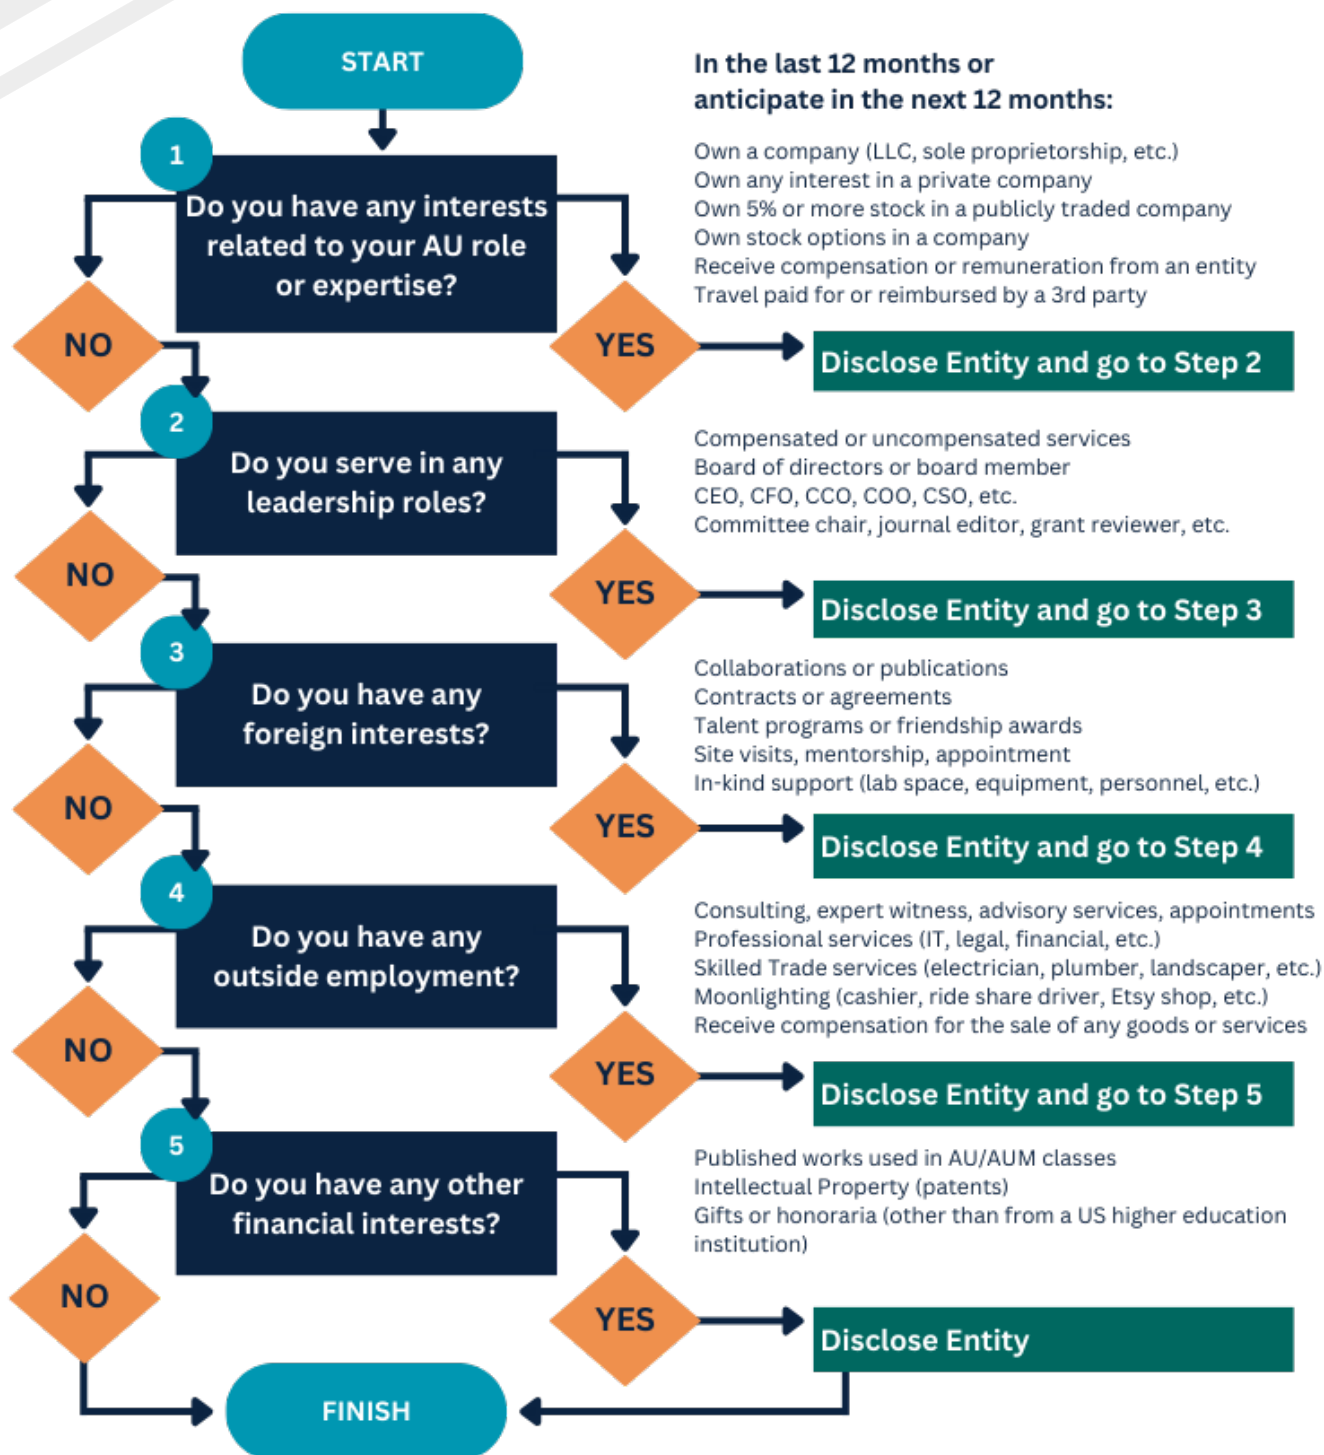 START
In the last 12 months or
anticipate in the next 12 months:
1
Do you have any interests
related to your AU role
or expertise?
Own a company (LLC, sole proprietorship, etc.)
Own any interest in a private company
Own 5% or more stock in a publicly traded company
Own stock options in a company
Receive compensation or remuneration from an entity
Travel paid for or reimbursed by a 3rd party
NO
YES
Disclose Entity and go to Step 2
2
Do you serve in any
leadership roles?
Compensated or uncompensated services
Board of directors or board member
CEO, CFO, CCO, COO, CSO, etc.
Committee chair, journal editor, grant reviewer, etc.
NO
YES
Disclose Entity and go to Step 3
3
Do you have any
foreign interests?
Collaborations or publications
Contracts or agreements
Talent programs or friendship awards
Site visits, mentorship, appointment
In-kind support (lab space, equipment, personnel, etc.)
NO
YES
Disclose Entity and go to Step 4
4
Do you have any
outside employment?
Consulting, expert witness, advisory services, appointments
Professional services (IT, legal, financial, etc.)
Skilled Trade services (electrician, plumber, landscaper, etc.)
Moonlighting (cashier, ride share driver, Etsy shop, etc.)
Receive compensation for the sale of any goods or services
NO
YES
Disclose Entity and go to Step 5
5
Do you have any other
financial interests?
Published works used in AU/AUM classes
Intellectual Property (patents)
Gifts or honoraria (other than from a US higher education
institution)
NO
YES
Disclose Entity
FINISH